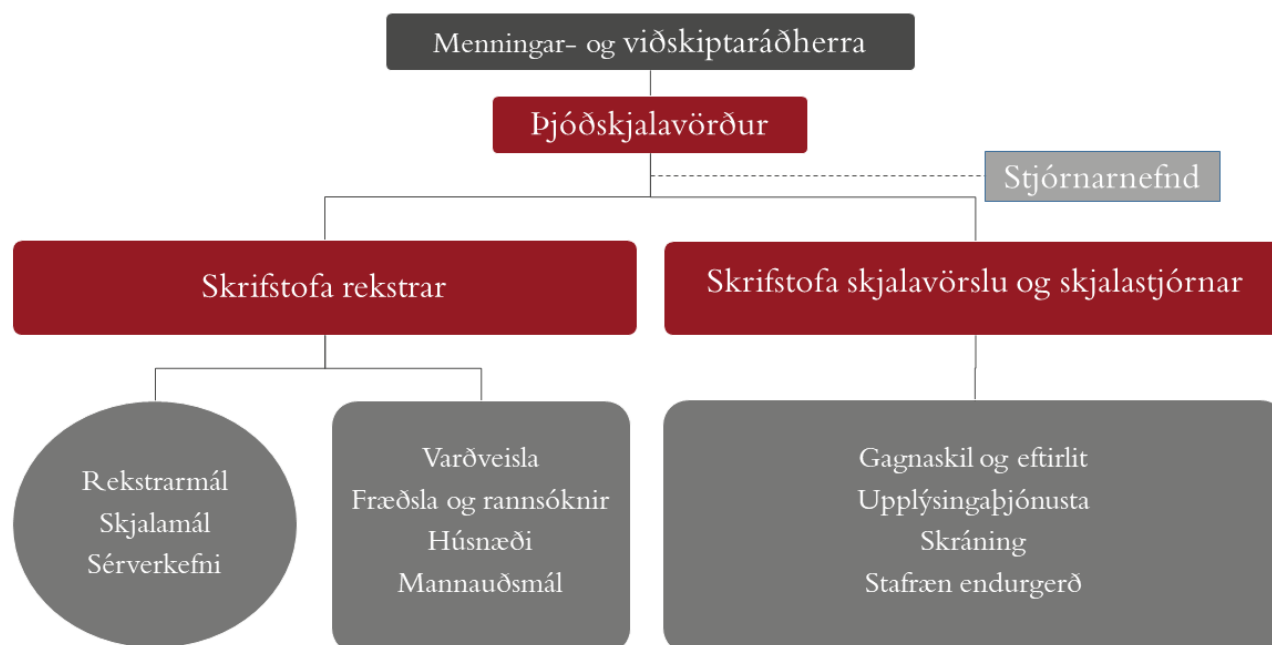 Menningar- og viðskiptaráðherra
Þjóðskjalavörður
Stjórnarnefnd
Skrifstofa rekstrar
Skrifstofa skjalavörslu og skjalastjórnar
Rekstrarmál
Skjalamál
Sérverkefni
Varðveisla
Fræðsla og rannsóknir
Húsnæði
Mannauðsmál
Gagnaskil og eftirlit
Upplýsingaþjónusta
Skráning
Stafræn endurgerð